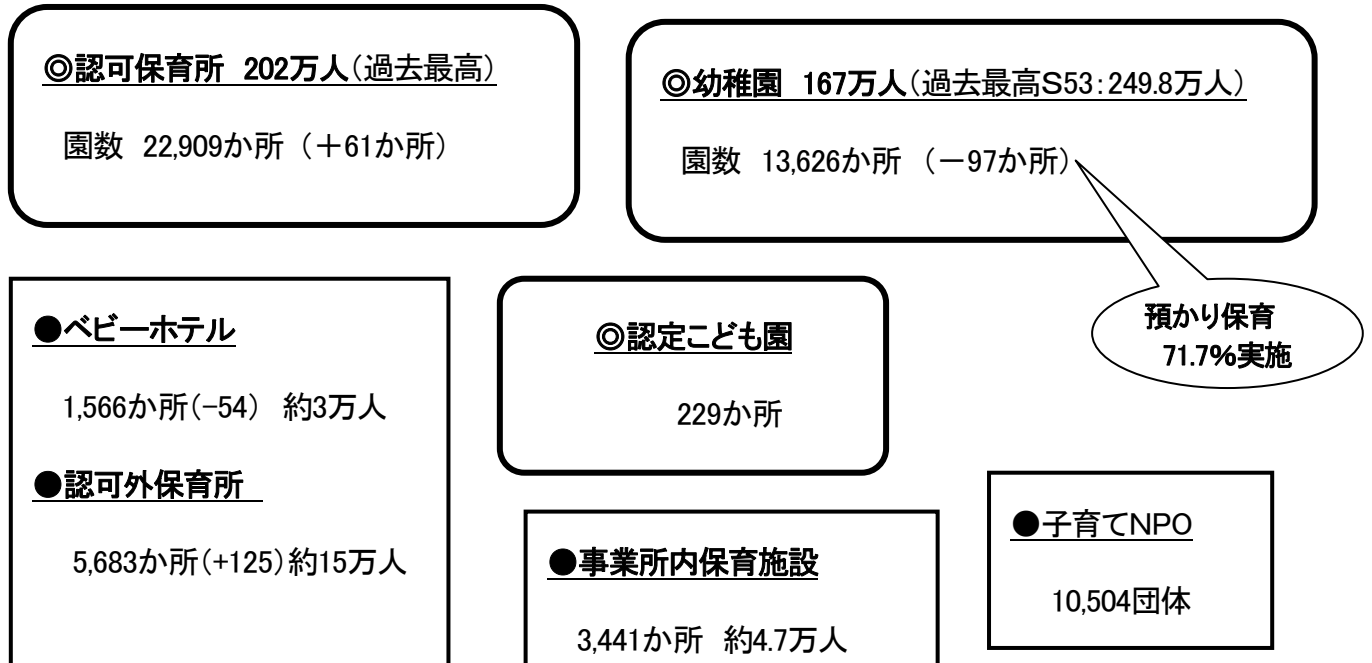 ◎認可保育所 202万人(過去最高)
園数 22,909か所 (+61か所)
◎幼稚園 167万人(過去最高S53:249.8万人)
園数 13,626か所 (-97か所)
預かり保育
71.7%実施
●ベビーホテル
1,566か所(-54) 約3万人
●認可外保育所
5,683か所(+125)約15万人
◎認定こども園
229か所
●事業所内保育施設
3,441か所 約4.7万人
●子育てNPO
10,504団体